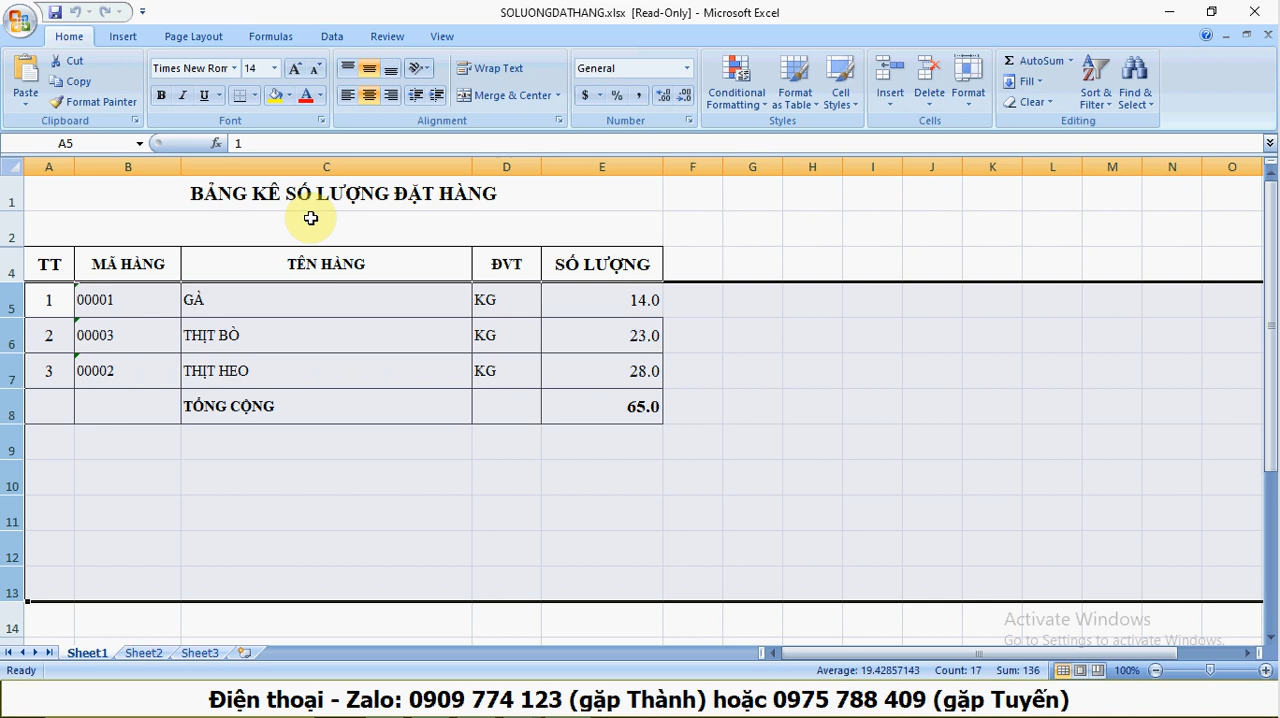 SOLUONGDATHANG.xlsx [Read-Only] - Microsoft Excel
Home Insert Page Layout Formulas Data Review View
Paste Cut Copy Format Painter Clipboard
Times New Ron 14 B I U A Font
Wrap Text Merge & Center Alignment
General $ % , Number
Conditional Formatting Format as Table Cell Styles Styles
Insert Delete Format Cells
Σ AutoSum Fill Clear Sort & Filter Find & Select Editing
A5 fx 1
A B C D E F G H I J K L M N O
1 BẢNG KÊ SỐ LƯỢNG ĐẶT HÀNG
2
4 TT MÃ HÀNG TÊN HÀNG ĐVT SỐ LƯỢNG
5 1 00001 GÀ KG 14.0
6 2 00003 THỊT BÒ KG 23.0
7 3 00002 THỊT HEO KG 28.0
8 TỔNG CỘNG 65.0
9
10
11
12
13
14
Activate Windows
Go to Settings to activate Windows.
Sheet1 Sheet2 Sheet3
Ready Average: 19.42857143 Count: 17 Sum: 136 100%
Điện thoại - Zalo: 0909 774 123 (gặp Thành) hoặc 0975 788 409 (gặp Tuyến)